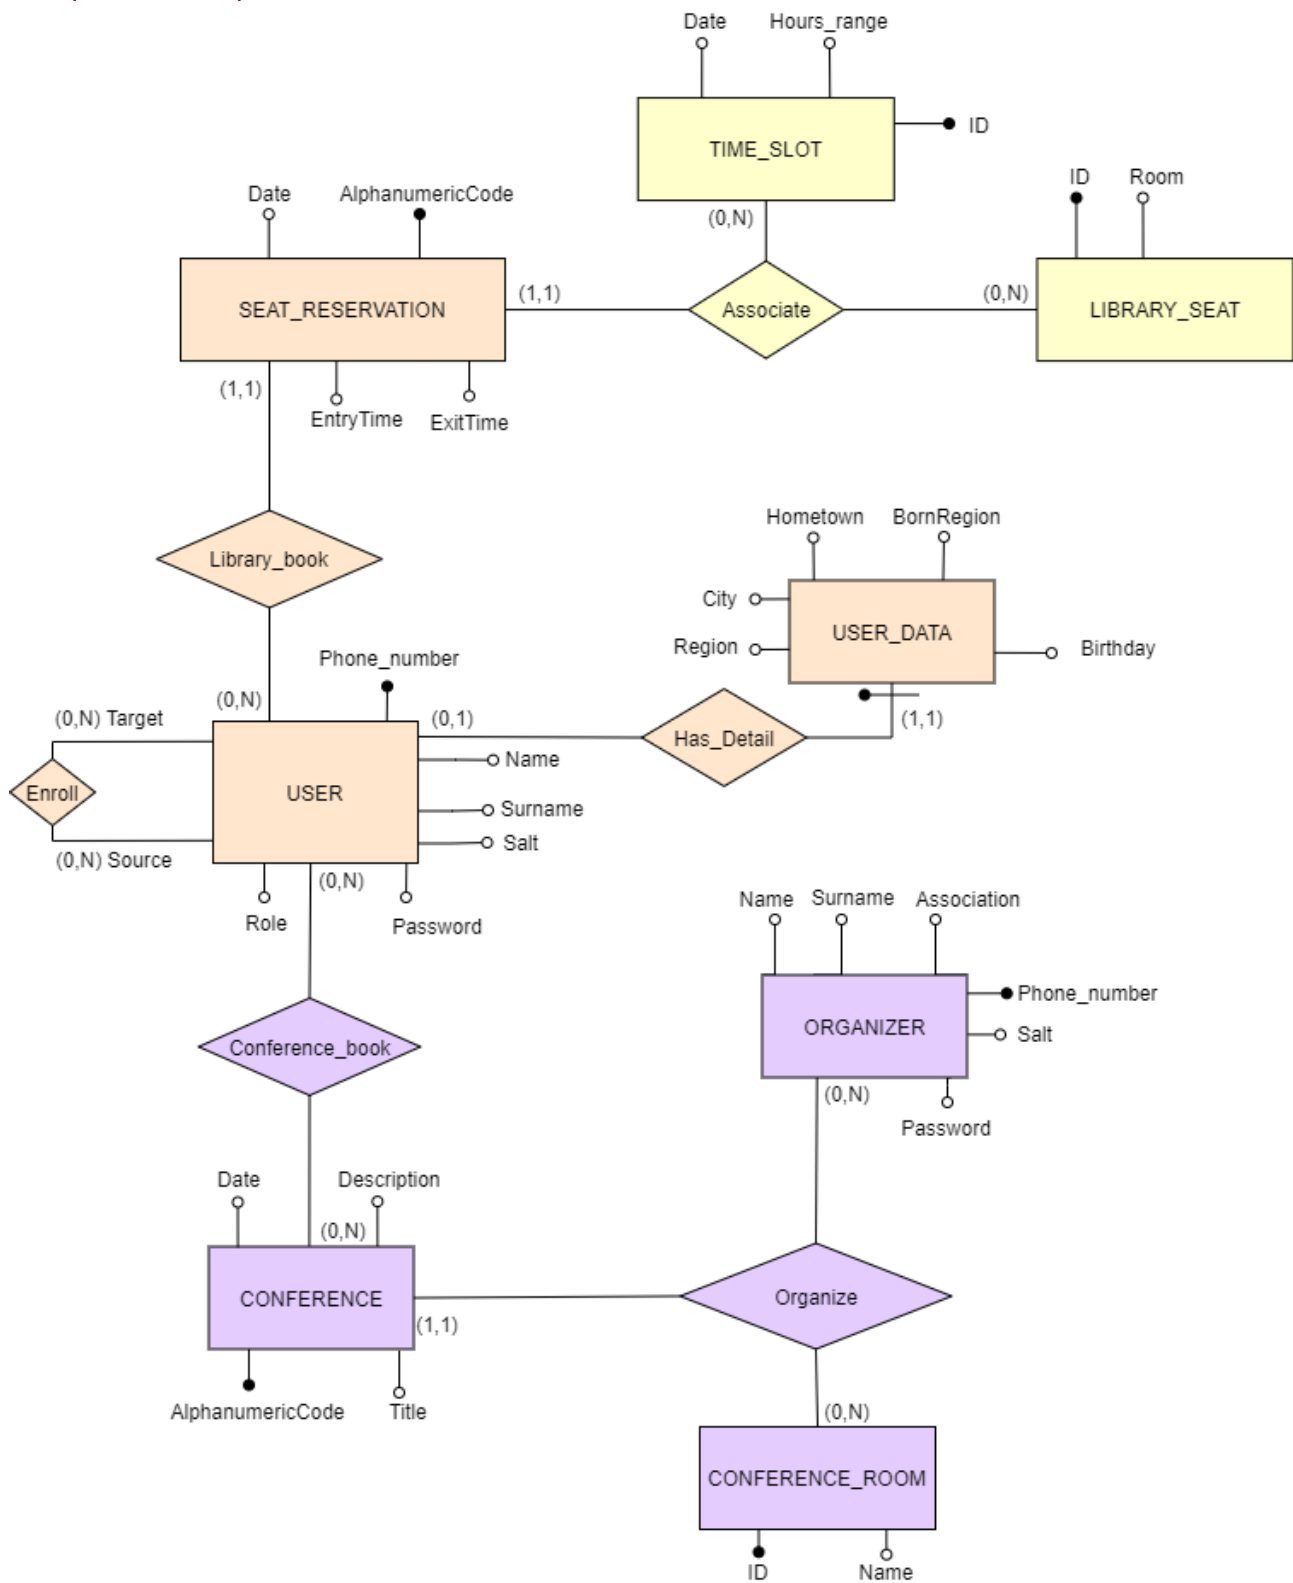 Date
Hours_range
ID
TIME_SLOT
(0,N)
ID
Room
Date
AlphanumericCode
SEAT_RESERVATION
(1,1)
Associate
(0,N)
LIBRARY_SEAT
(1,1)
EntryTime
ExitTime
Library_book
Hometown
BornRegion
City
USER_DATA
Region
Birthday
Phone_number
(0,N)
(0,N) Target
(0,1)
(1,1)
Has_Detail
Name
Enroll
USER
Surname
Salt
(0,N) Source
(0,N)
Role
Password
Name
Surname
Association
Phone_number
ORGANIZER
Salt
Conference_book
(0,N)
Password
Date
Description
(0,N)
CONFERENCE
Organize
(1,1)
AlphanumericCode
Title
(0,N)
CONFERENCE_ROOM
ID
Name